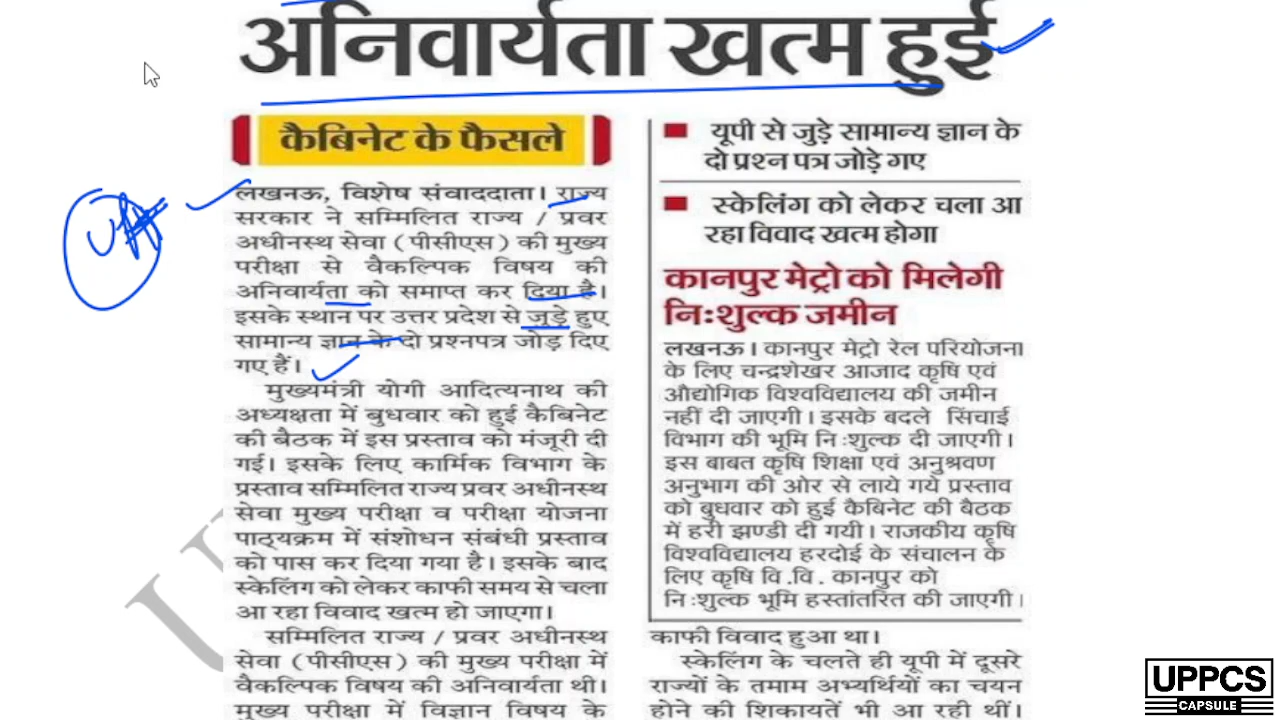 अनिवार्यता खत्म हुई
कैबिनेट के फैसले
लखनऊ, विशेष संवाददाता। राज्य
सरकार ने सम्मिलित राज्य / प्रवर
अधीनस्थ सेवा (पीसीएस) की मुख्य
परीक्षा से वैकल्पिक विषय की
अनिवार्यता को समाप्त कर दिया है।
इसके स्थान पर उत्तर प्रदेश से जुड़े हुए
सामान्य ज्ञान के दो प्रश्नपत्र जोड़ दिए
गए हैं।
मुख्यमंत्री योगी आदित्यनाथ की
अध्यक्षता में बुधवार को हुई कैबिनेट
की बैठक में इस प्रस्ताव को मंजूरी दी
गई। इसके लिए कार्मिक विभाग के
प्रस्ताव सम्मिलित राज्य प्रवर अधीनस्थ
सेवा मुख्य परीक्षा व परीक्षा योजना
पाठ्यक्रम में संशोधन संबंधी प्रस्ताव
को पास कर दिया गया है। इसके बाद
स्केलिंग को लेकर काफी समय से चला
आ रहा विवाद खत्म हो जाएगा।
सम्मिलित राज्य / प्रवर अधीनस्थ
सेवा (पीसीएस) की मुख्य परीक्षा में
वैकल्पिक विषय की अनिवार्यता थी।
मुख्य परीक्षा में विज्ञान विषय के
यूपी से जुड़े सामान्य ज्ञान के
दो प्रश्न पत्र जोड़े गए
स्केलिंग को लेकर चला आ
रहा विवाद खत्म होगा
कानपुर मेट्रो को मिलेगी
निःशुल्क जमीन
लखनऊ। कानपुर मेट्रो रेल परियोजना
के लिए चन्द्रशेखर आजाद कृषि एवं
औद्योगिक विश्वविद्यालय की जमीन
नहीं दी जाएगी। इसके बदले सिंचाई
विभाग की भूमि निःशुल्क दी जाएगी।
इस बाबत कृषि शिक्षा एवं अनुश्रवण
अनुभाग की ओर से लाये गये प्रस्ताव
को बुधवार को हुई कैबिनेट की बैठक
में हरी झण्डी दी गयी। राजकीय कृषि
विश्वविद्यालय हरदोई के संचालन के
लिए कृषि वि.वि. कानपुर को
निःशुल्क भूमि हस्तांतरित की जाएगी।
काफी विवाद हुआ था।
स्केलिंग के चलते ही यूपी में दूसरे
राज्यों के तमाम अभ्यर्थियों का चयन
होने की शिकायतें भी आ रही थीं।
UPPCS
CAPSULE